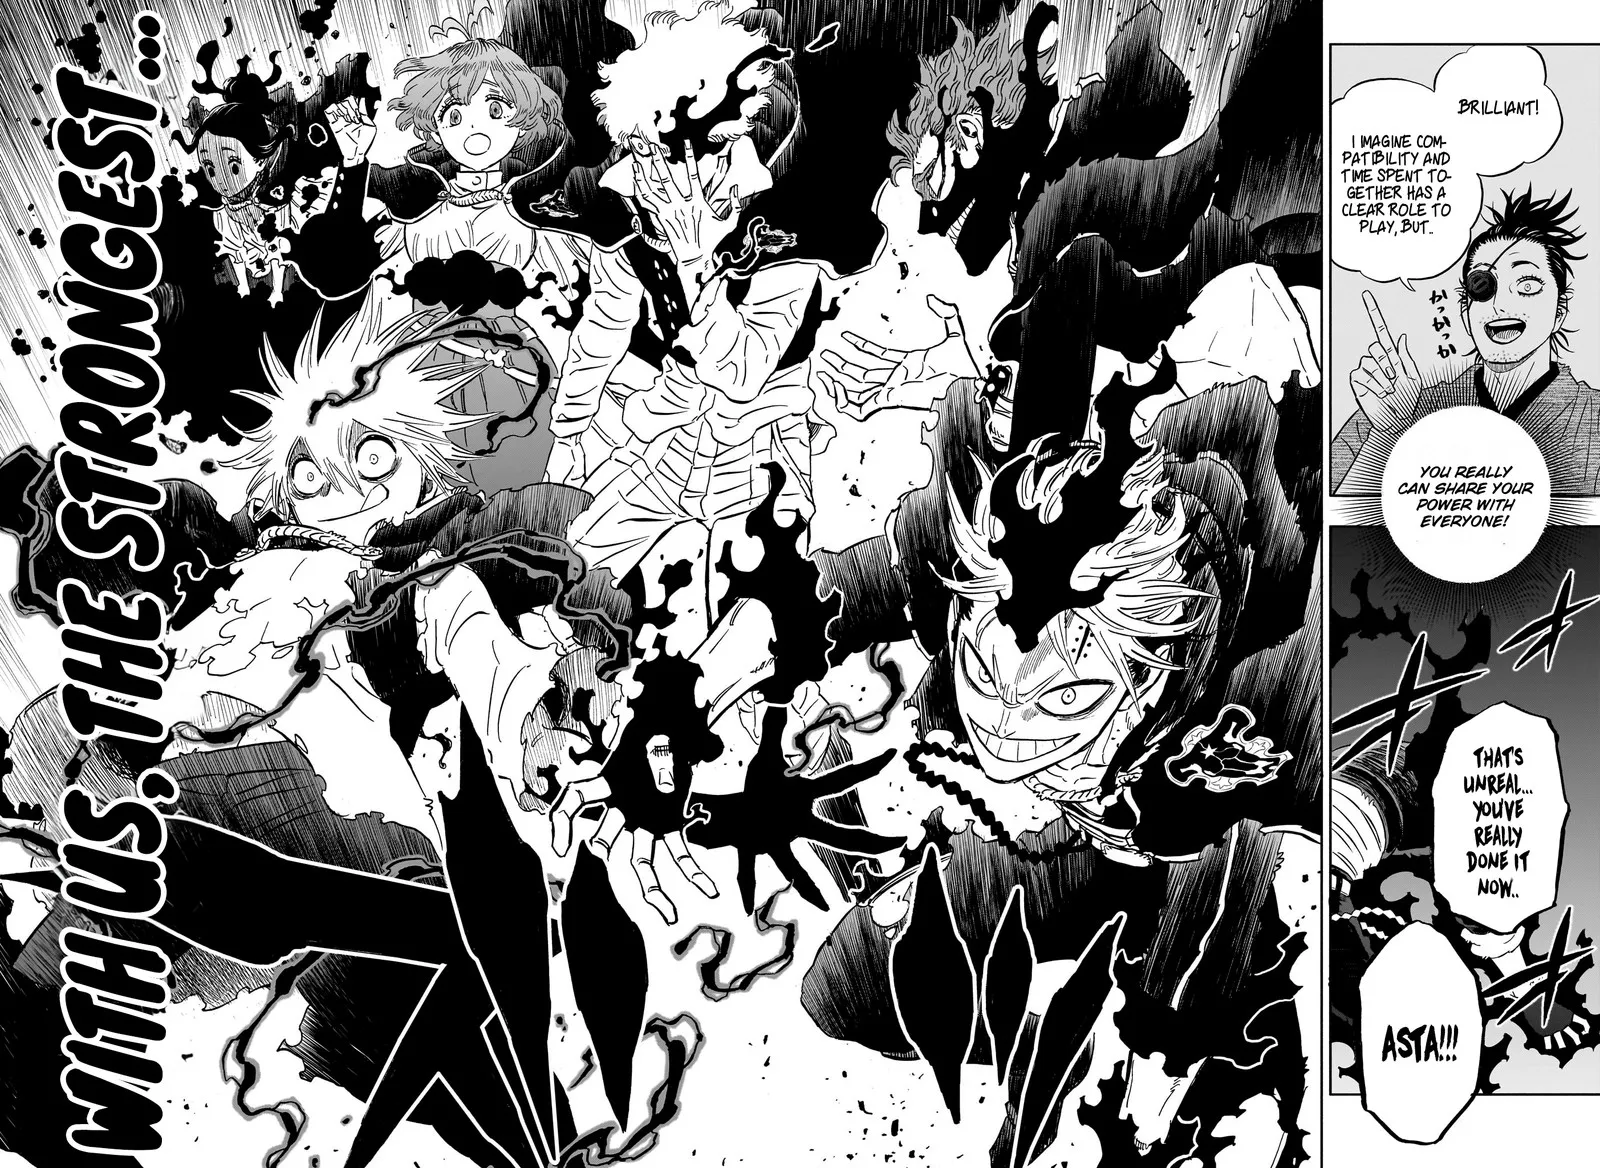 BRILLIANT!
I IMAGINE COM-
PATIBILITY AND
TIME SPENT TO-
GETHER HAS A
CLEAR ROLE TO
PLAY, BUT..
かっかっか
YOU REALLY
CAN SHARE YOUR
POWER WITH
EVERYONE!
THAT'S
UNREAL...
YOU'VE
REALLY
DONE IT
NOW..
ASTA!!!
WITH US, THE STRONGEST...